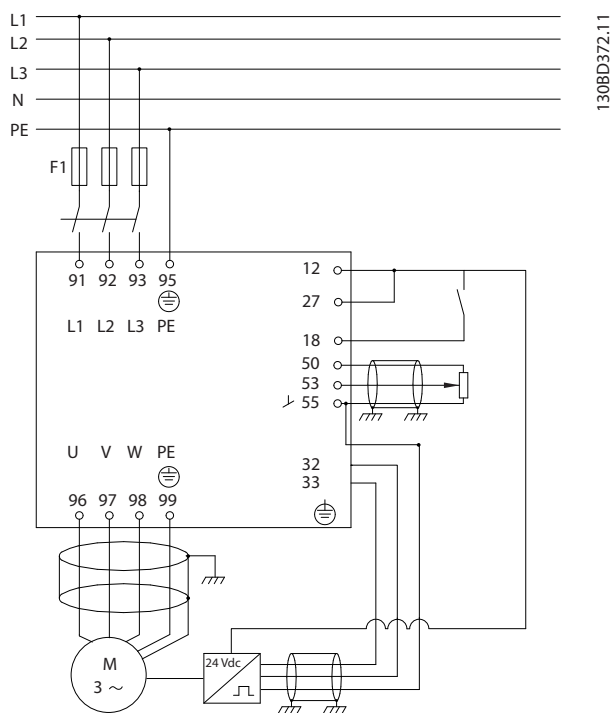 L1
L2
L3
N
PE
130BD372.11
F1
91 92 93 95
L1 L2 L3 PE
12
27
18
50
53
55
32
33
U V W PE
96 97 98 99
M
3 ~
24 Vdc